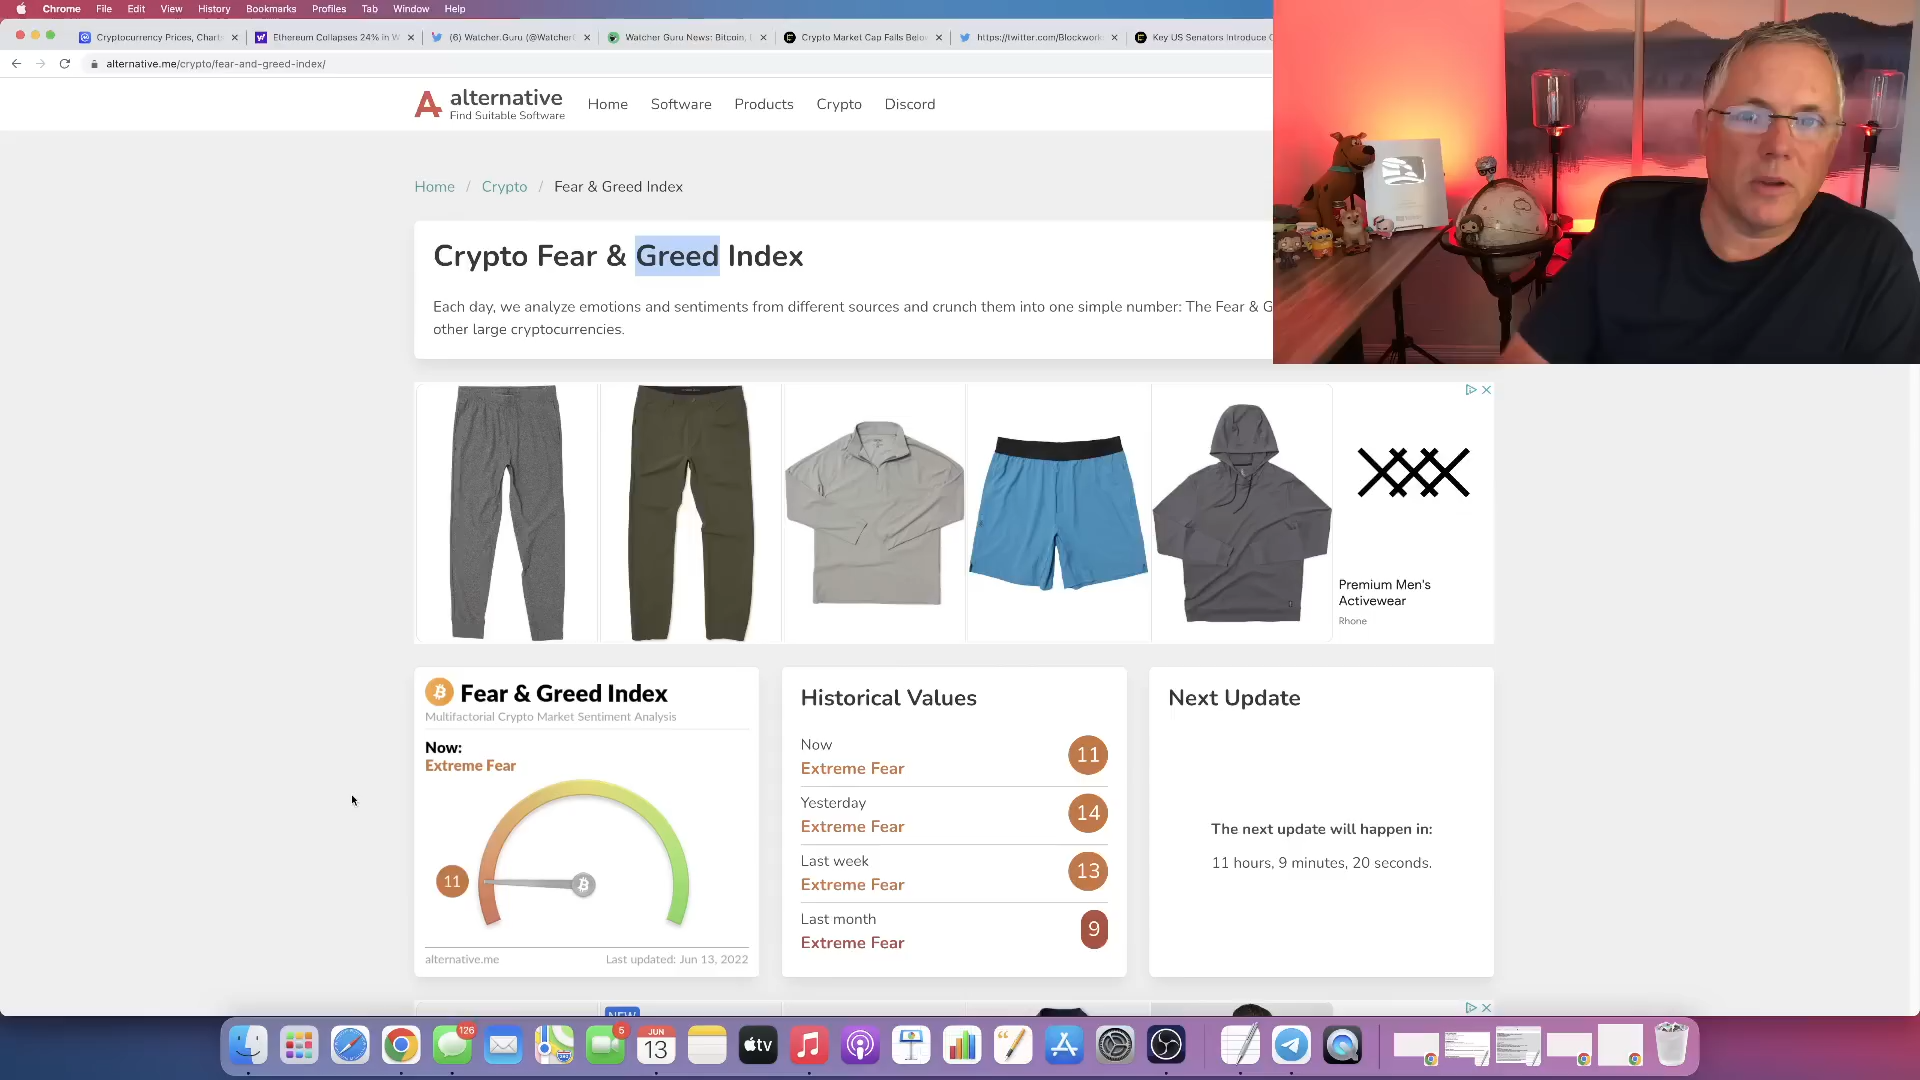 Chrome File Edit View History Bookmarks Profiles Tab Window Help
Cryptocurrency Prices, Chart
Ethereum Collapses 24% in W
(6) Watcher.Guru (@Watcher
Watcher Guru News: Bitcoin,
Crypto Market Cap Falls Belo
https://twitter.com/Blockwork
Key US Senators Introduce
alternative.me/crypto/fear-and-greed-index/
alternative
Find Suitable Software
Home Software Products Crypto Discord
Home / Crypto / Fear & Greed Index
Crypto Fear & Greed Index
Each day, we analyze emotions and sentiments from different sources and crunch them into one simple number: The Fear & G
other large cryptocurrencies.
Premium Men's
Activewear
Rhone
Fear & Greed Index
Multifactorial Crypto Market Sentiment Analysis
Now:
Extreme Fear
11
alternative.me
Last updated: Jun 13, 2022
Historical Values
Now
Extreme Fear
11
Yesterday
Extreme Fear
14
Last week
Extreme Fear
13
Last month
Extreme Fear
9
Next Update
The next update will happen in:
11 hours, 9 minutes, 20 seconds.
NEW
126
5
JUN
13
tv